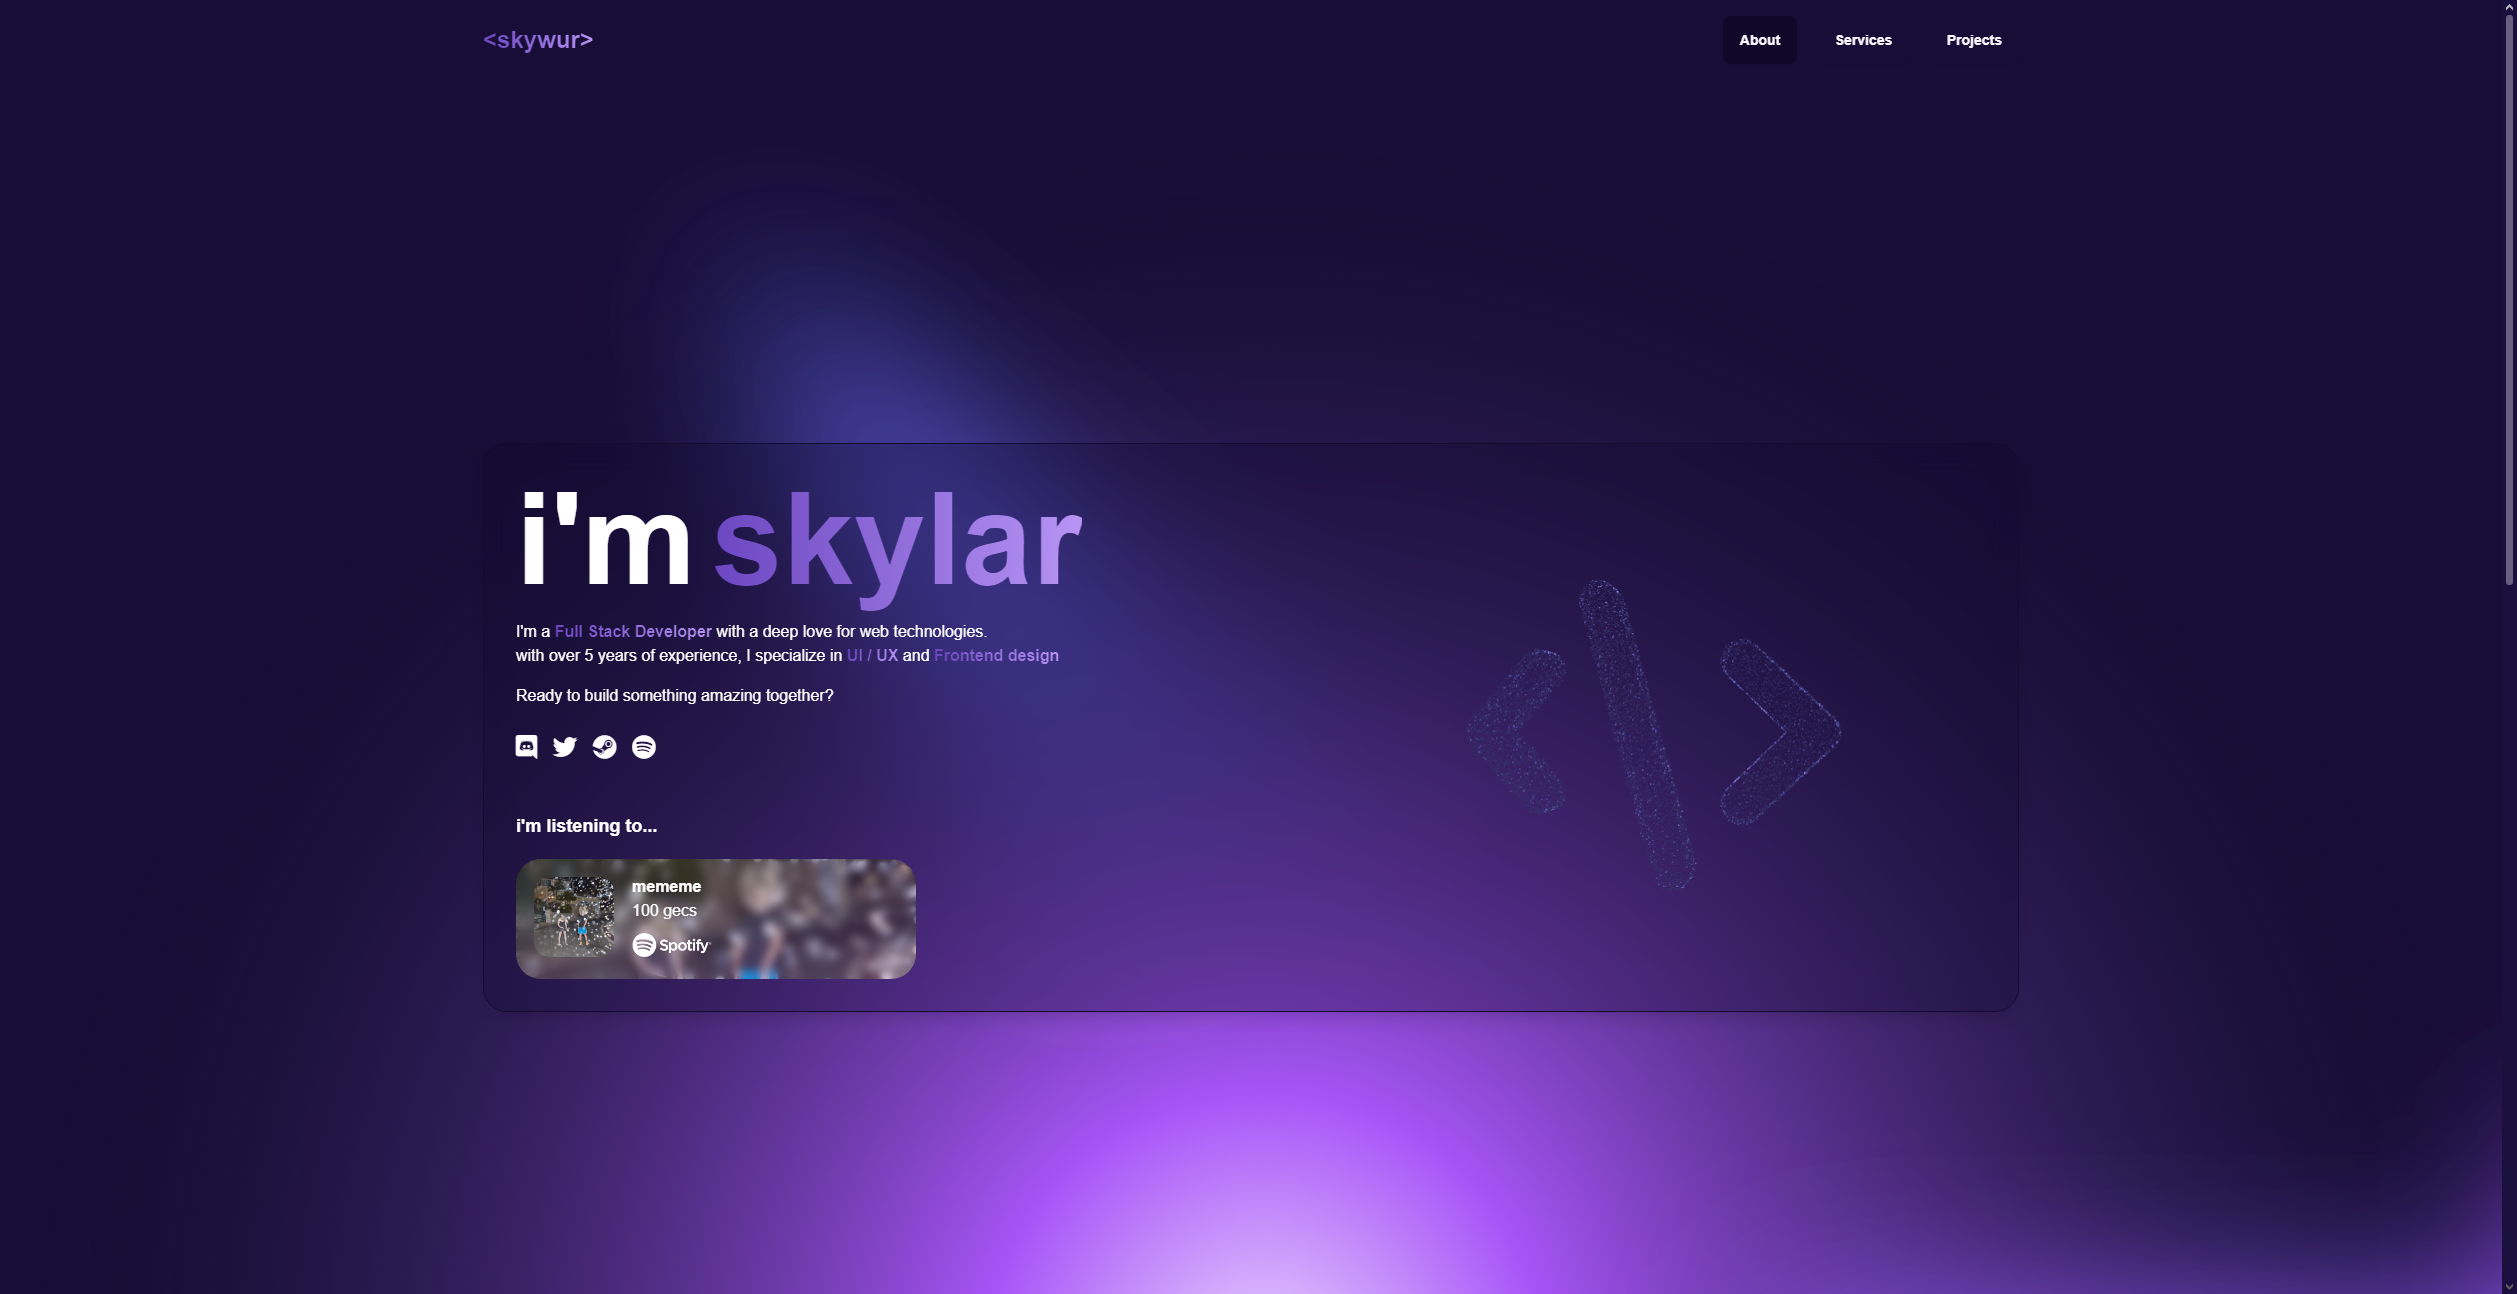 <skywur>
About Services Projects
i'm skylar
I'm a Full Stack Developer with a deep love for web technologies.
with over 5 years of experience, I specialize in UI / UX and Frontend design
Ready to build something amazing together?
i'm listening to...
mememe
100 gecs
Spotify